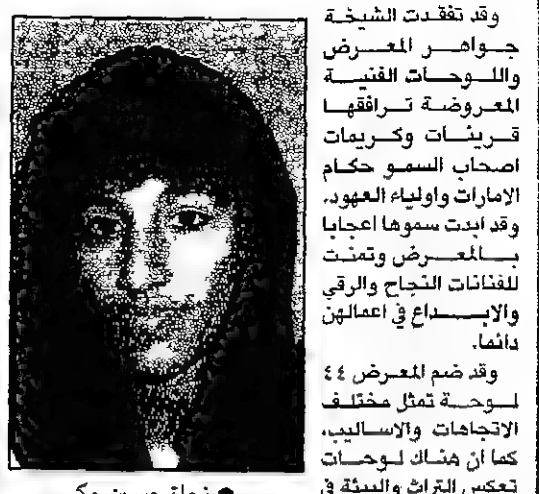 وقد تفقدت الشيخة
جواهر المعرض
واللوحات الفنية
المعروضة ترافقها
قرينات وكريمات
اصحاب السمو حكام
الامارات واولياء العهود.
وقد ابدت سموها اعجابا
بالمعرض وتمنت
للفنانات النجاح والرقي
والابداع في اعمالهن
دائما.
وقد ضم المعرض ٤٤
لوحة تمثل مختلف
الاتجاهات والاساليب،
كما ان هناك لوحات
تعكس التراث والبيئة في